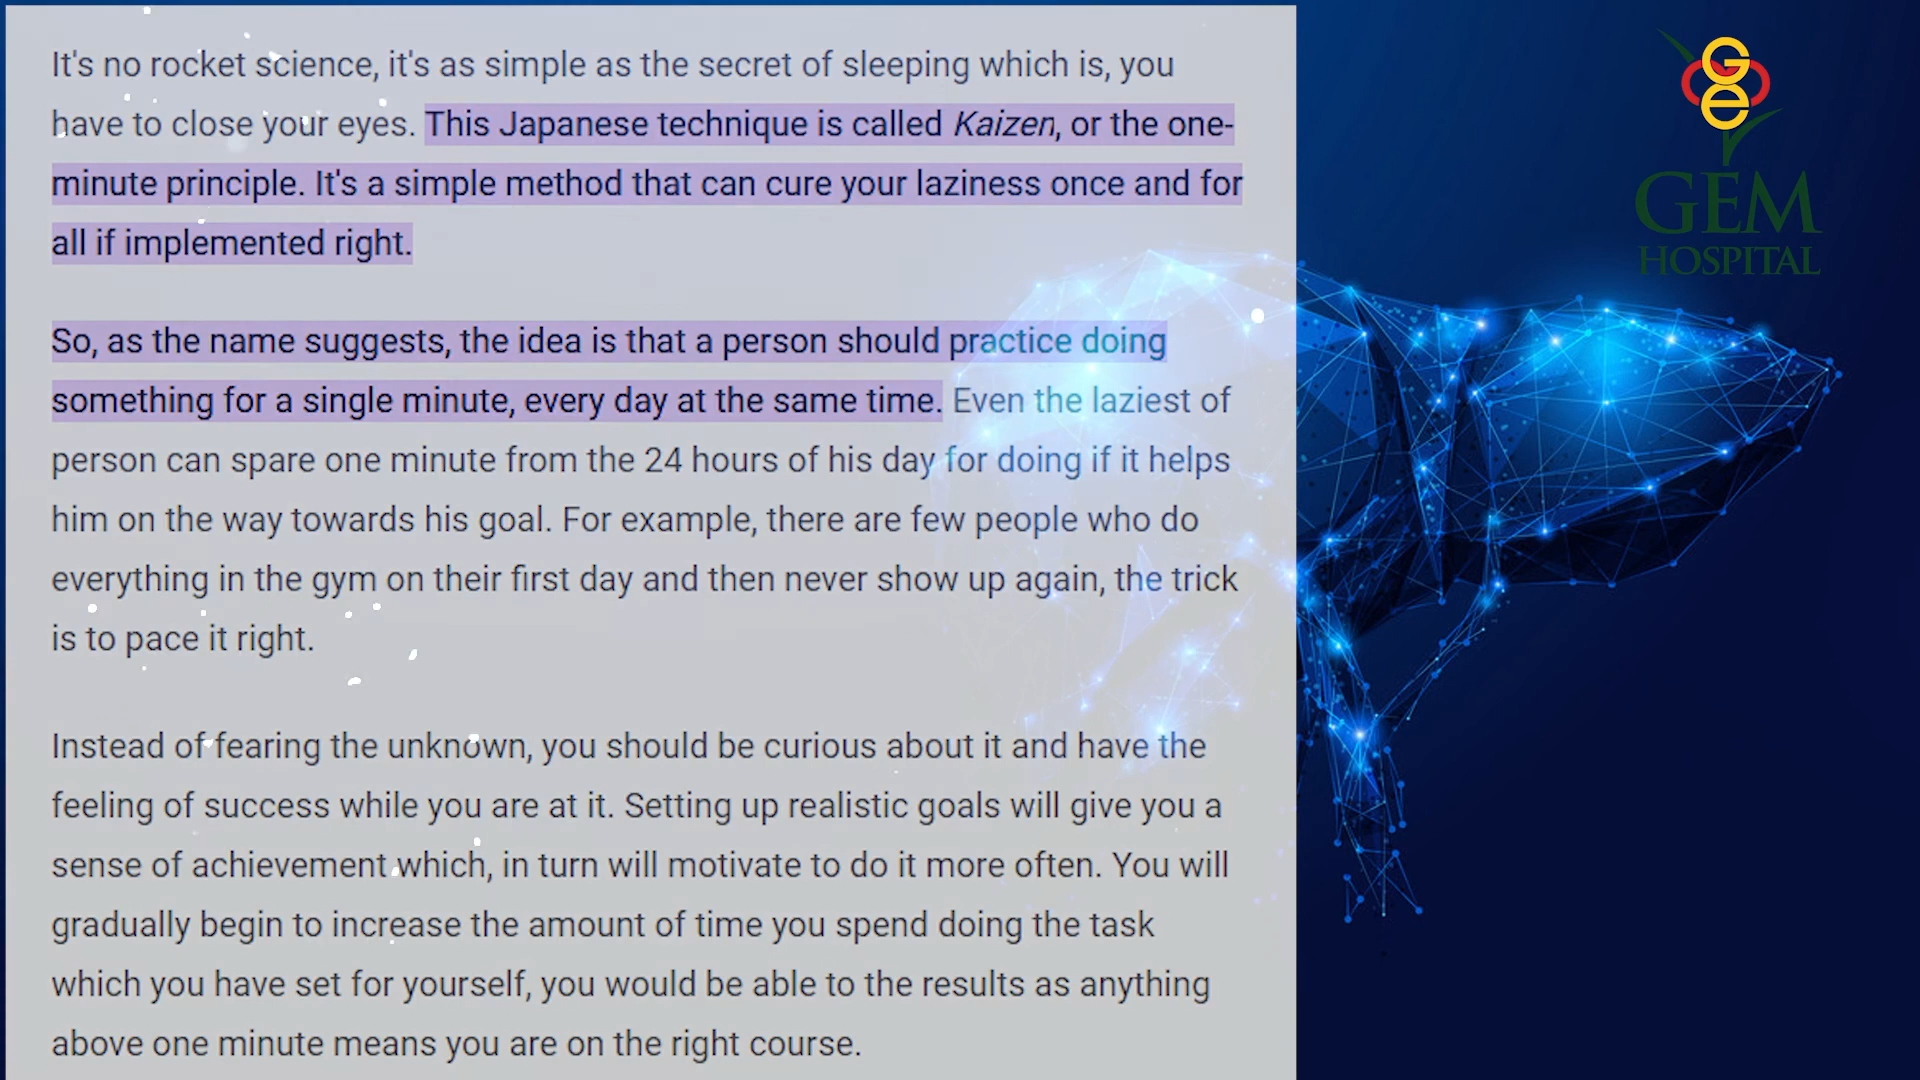 It's no rocket science, it's as simple as the secret of sleeping which is, you
have to close your eyes. This Japanese technique is called Kaizen, or the one-
minute principle. It's a simple method that can cure your laziness once and for
all if implemented right.
So, as the name suggests, the idea is that a person should practice doing
something for a single minute, every day at the same time. Even the laziest of
person can spare one minute from the 24 hours of his day for doing if it helps
him on the way towards his goal. For example, there are few people who do
everything in the gym on their first day and then never show up again, the trick
is to pace it right.
Instead of fearing the unknown, you should be curious about it and have the
feeling of success while you are at it. Setting up realistic goals will give you a
sense of achievement which, in turn will motivate to do it more often. You will
gradually begin to increase the amount of time you spend doing the task
which you have set for yourself, you would be able to the results as anything
above one minute means you are on the right course.
Ge
GEM
HOSPITAL